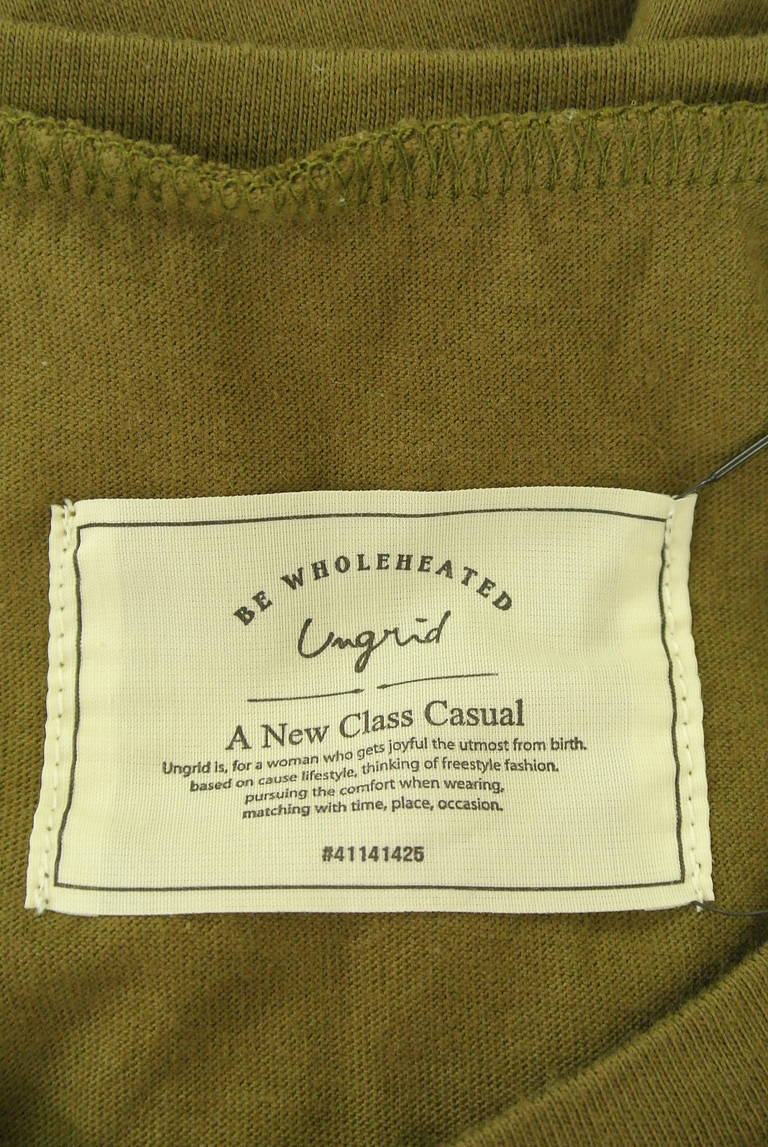 BE WHOLEHEATED
Ungrid
A New Class Casual
Ungrid is, for a woman who gets joyful the utmost from birth.
based on cause lifestyle, thinking of freestyle fashion.
pursuing the comfort when wearing,
matching with time, place, occasion.
#41141425